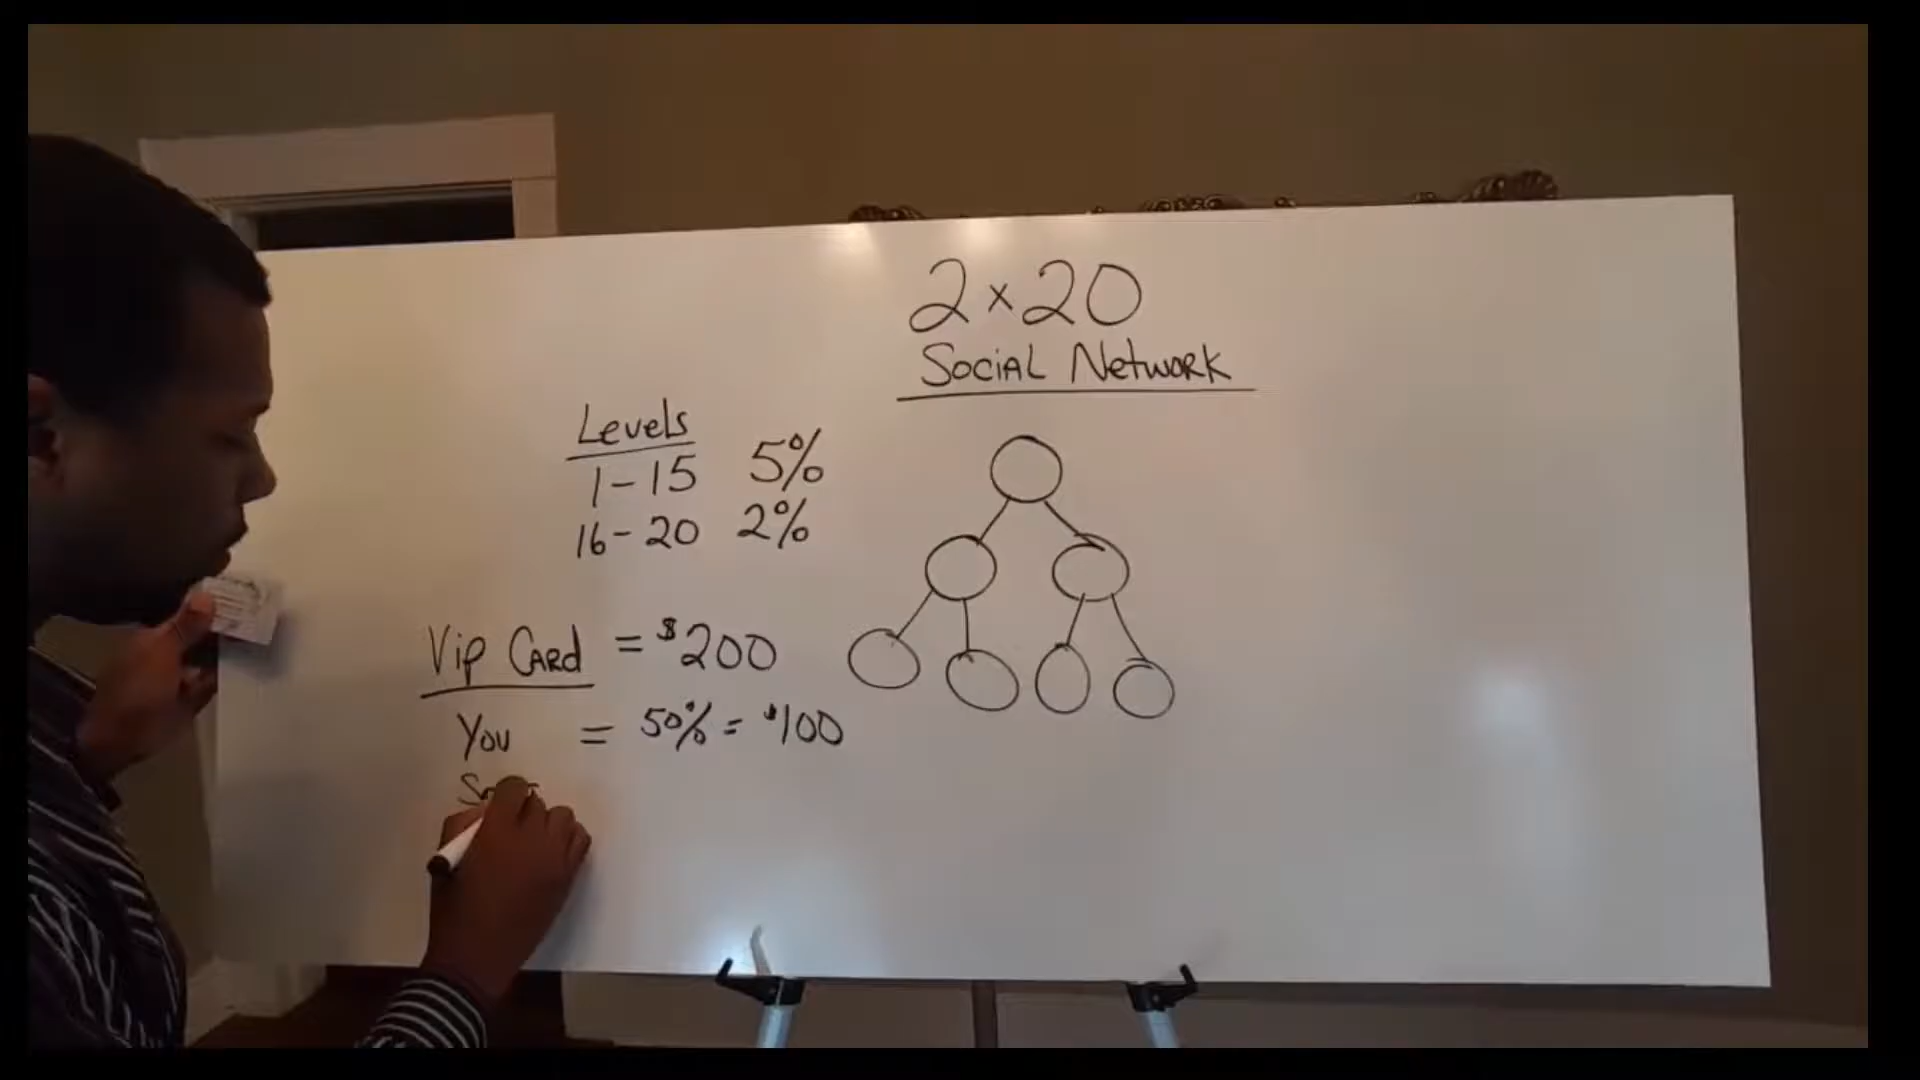 2 x 20
Social Network
Levels
1-15 5%
16-20 2%
Vip Card = $200
You = 50% = $100